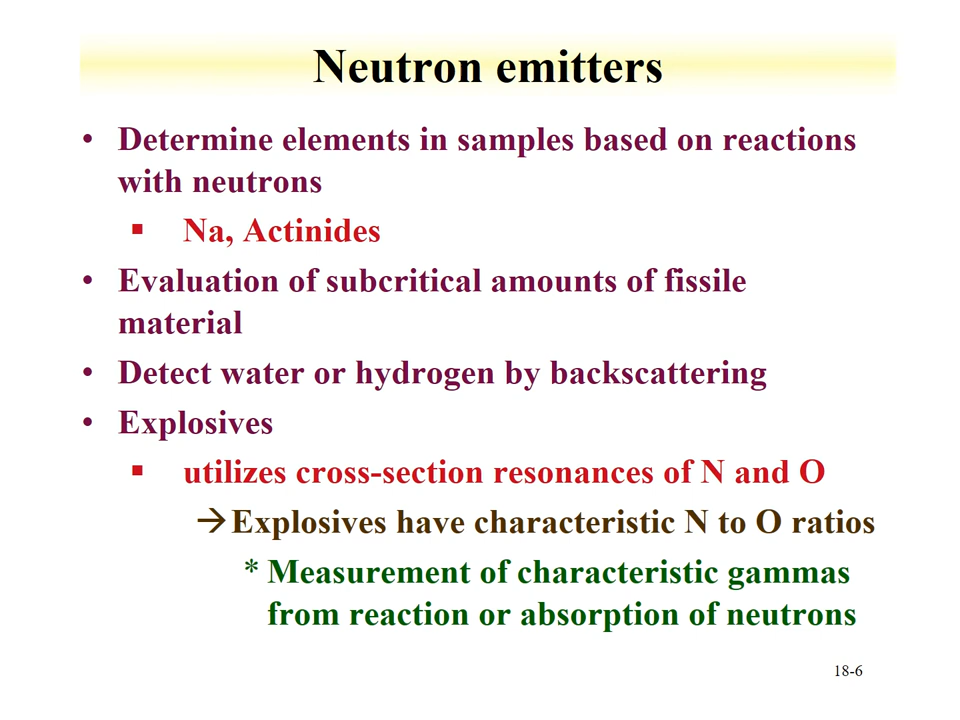 Neutron emitters
• Determine elements in samples based on reactions
with neutrons
▪ Na, Actinides
• Evaluation of subcritical amounts of fissile
material
• Detect water or hydrogen by backscattering
• Explosives
▪ utilizes cross-section resonances of N and O
→Explosives have characteristic N to O ratios
* Measurement of characteristic gammas
from reaction or absorption of neutrons
18-6